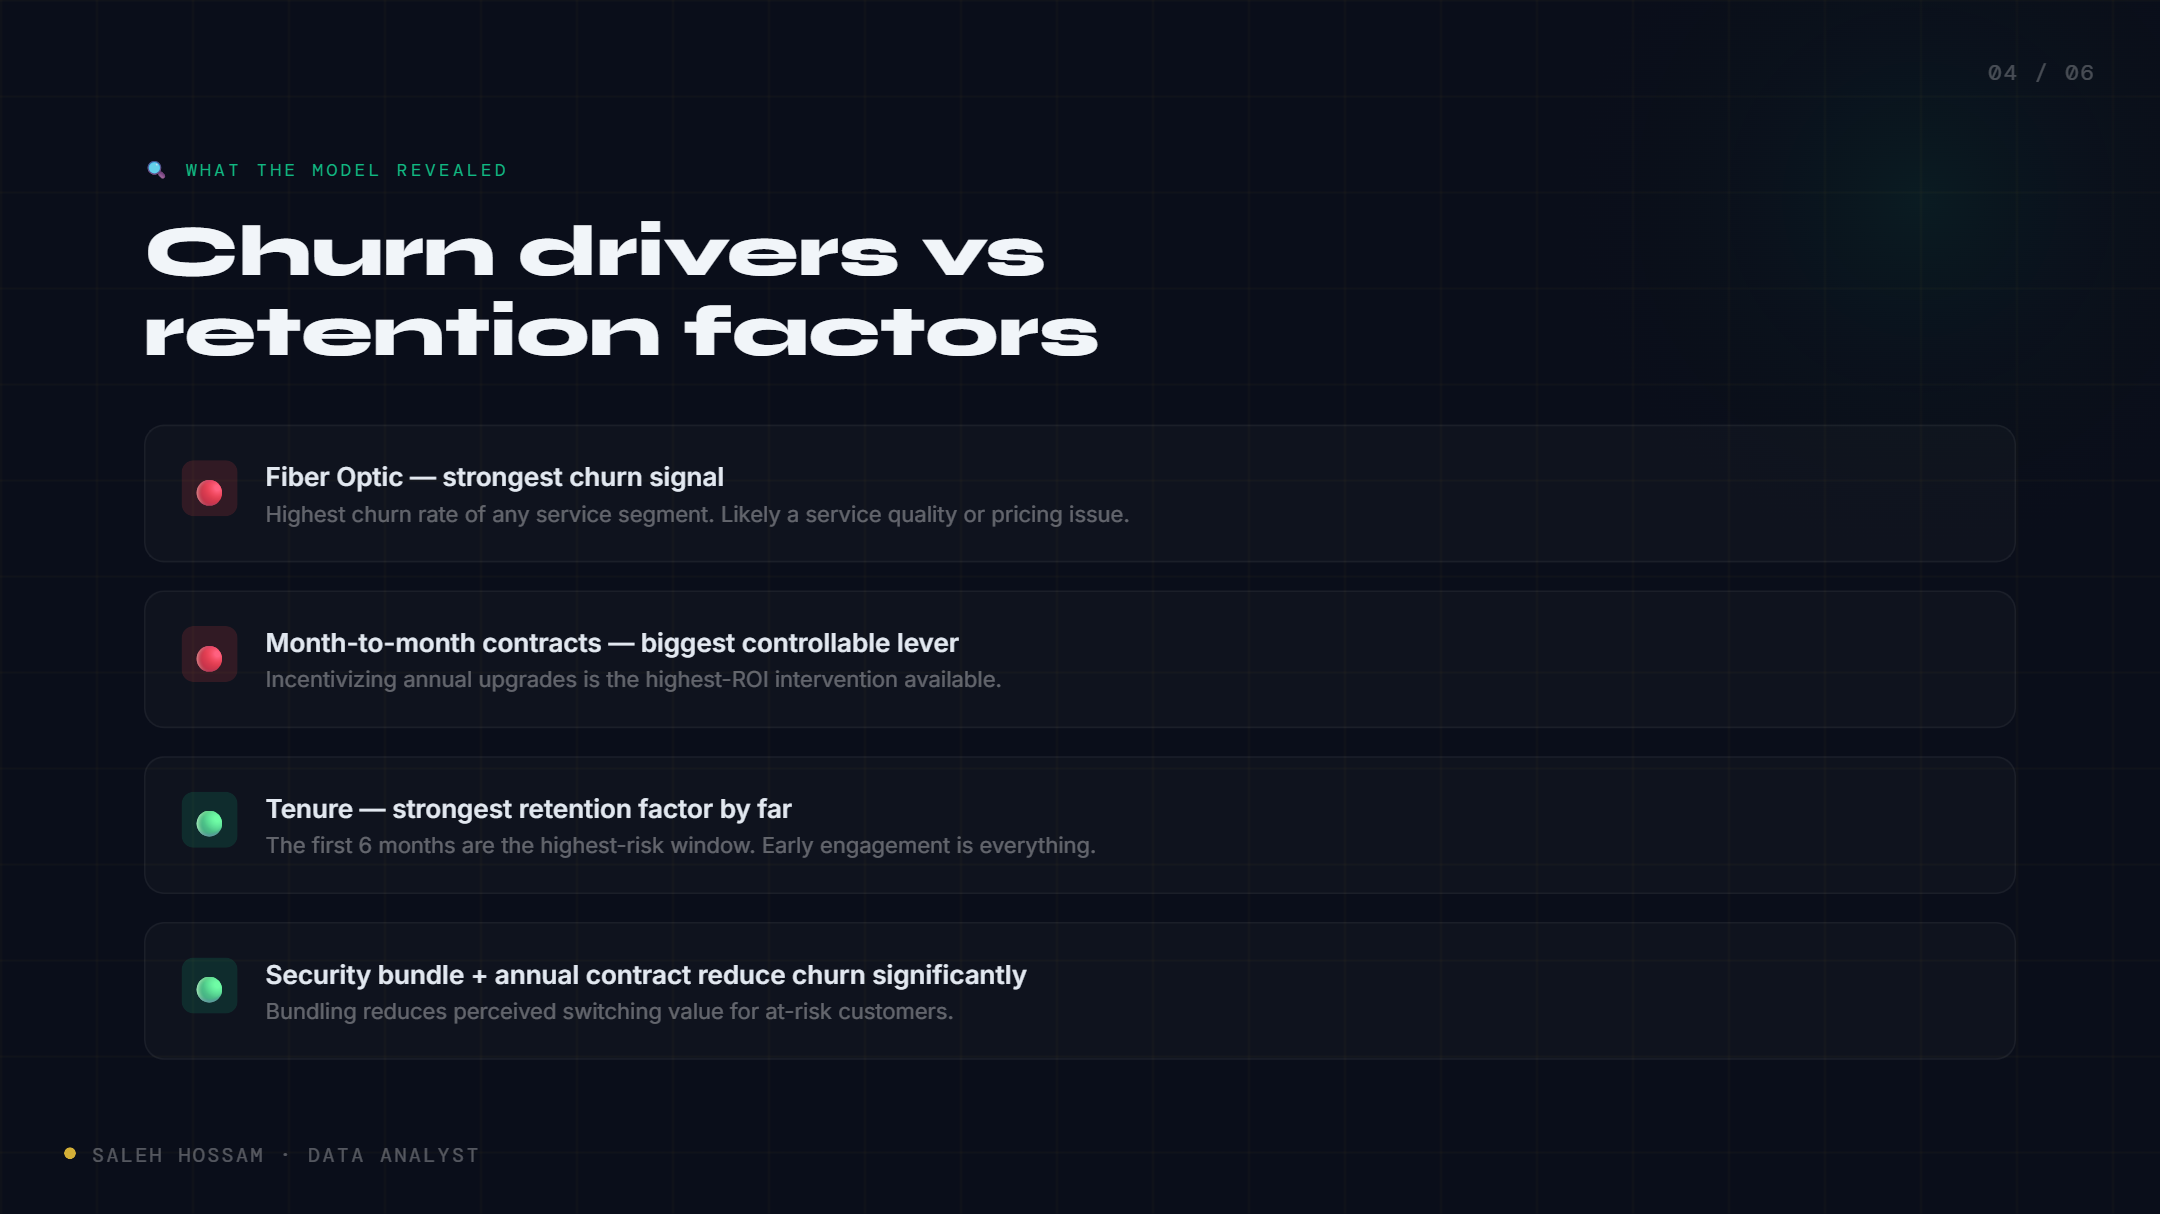 04 / 06
🔍 WHAT THE MODEL REVEALED
Churn drivers vs
retention factors
Fiber Optic — strongest churn signal
Highest churn rate of any service segment. Likely a service quality or pricing issue.
Month-to-month contracts — biggest controllable lever
Incentivizing annual upgrades is the highest-ROI intervention available.
Tenure — strongest retention factor by far
The first 6 months are the highest-risk window. Early engagement is everything.
Security bundle + annual contract reduce churn significantly
Bundling reduces perceived switching value for at-risk customers.
SALEH HOSSAM · DATA ANALYST